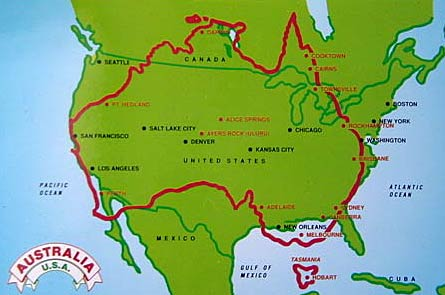 DARWIN
CANADA
SEATTLE
COOKTOWN
CAIRNS
TOWNSVILLE
PT. HEDLAND
BOSTON
ALICE SPRINGS
NEW YORK
ROCKHAMPTON
SALT LAKE CITY
CHICAGO
SAN FRANCISCO
AYERS ROCK (ULURU)
DENVER
WASHINGTON
KANSAS CITY
UNITED STATES
BRISBANE
LOS ANGELES
PACIFIC
OCEAN
PERTH
ATLANTIC
OCEAN
ADELAIDE
SYDNEY
CANBERRA
NEW ORLEANS
MELBOURNE
MEXICO
AUSTRALIA
U.S.A.
GULF OF
MEXICO
TASMANIA
HOBART
CUBA